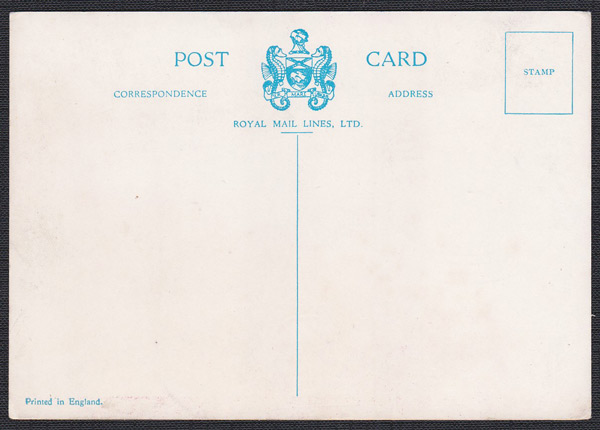 POST CARD
CORRESPONDENCE ADDRESS
STAMP
ROYAL MAIL LINES, LTD.
Printed in England.